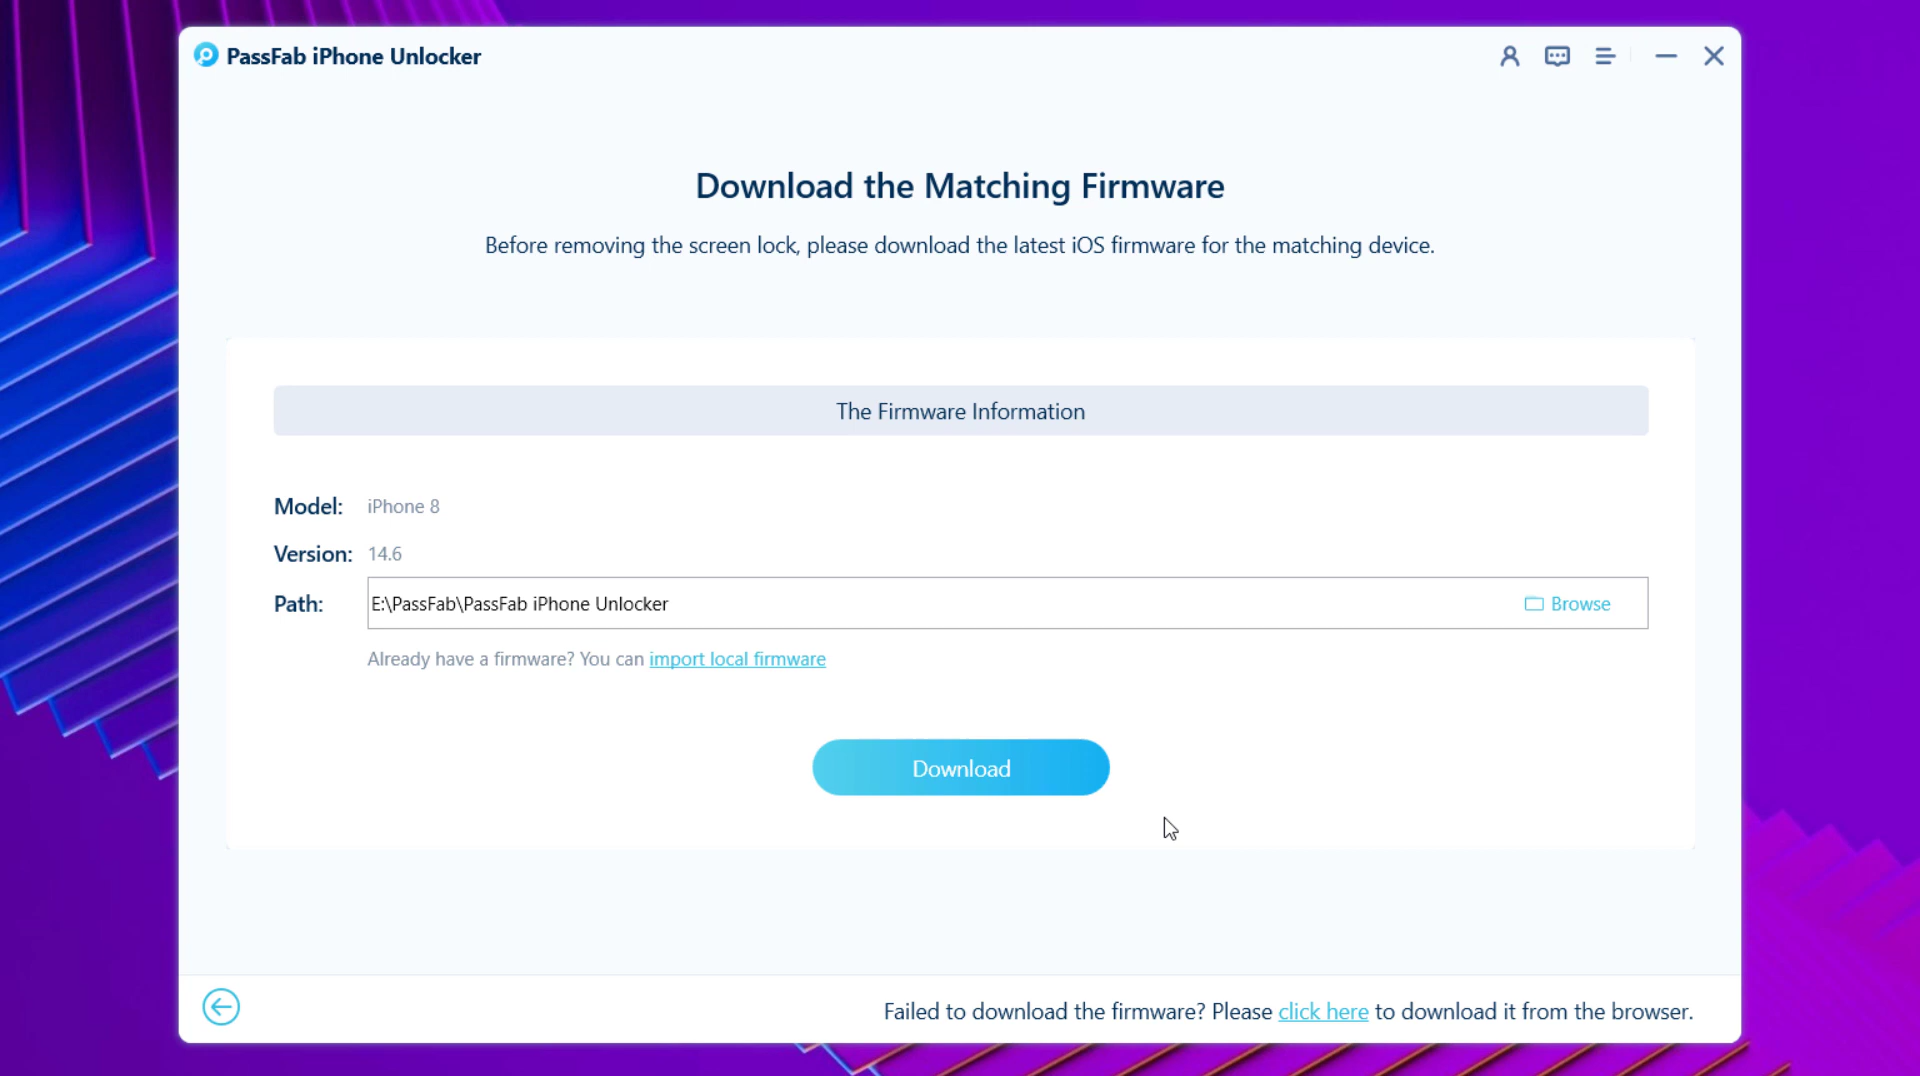 PassFab iPhone Unlocker
Download the Matching Firmware
Before removing the screen lock, please download the latest iOS firmware for the matching device.
The Firmware Information
Model: iPhone 8
Version: 14.6
Path: E:\PassFab\PassFab iPhone Unlocker Browse
Already have a firmware? You can import local firmware
Download
Failed to download the firmware? Please click here to download it from the browser.